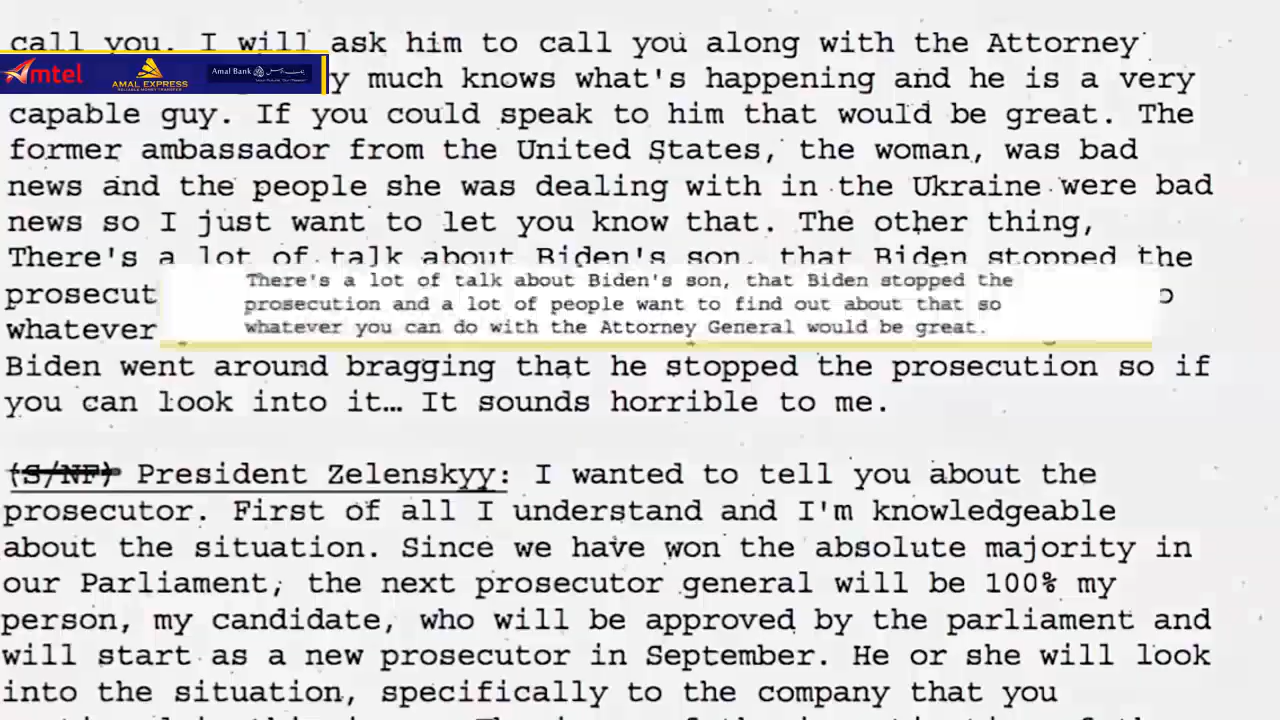 call you. I will ask him to call you along with the Attorney
mtel
AMAL EXPRESS
Amal Bank
y much knows what's happening and he is a very
capable guy. If you could speak to him that would be great. The
former ambassador from the United States, the woman, was bad
news and the people she was dealing with in the Ukraine were bad
news so I just want to let you know that. The other thing,
There's a lot of talk about Biden's son, that Biden stopped the
prosecut
There's a lot of talk about Biden's son, that Biden stopped the
prosecution and a lot of people want to find out about that so
whatever you can do with the Attorney General would be great.
whatever
Biden went around bragging that he stopped the prosecution so if
you can look into it… It sounds horrible to me.
(S/NF) President Zelenskyy: I wanted to tell you about the
prosecutor. First of all I understand and I'm knowledgeable
about the situation. Since we have won the absolute majority in
our Parliament, the next prosecutor general will be 100% my
person, my candidate, who will be approved by the parliament and
will start as a new prosecutor in September. He or she will look
into the situation, specifically to the company that you